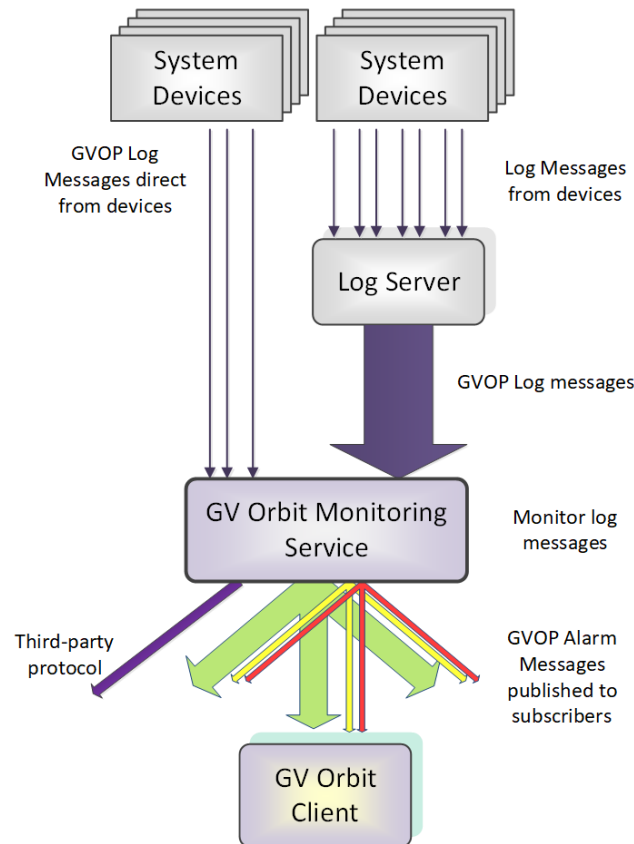 System
Devices
System
Devices
GVOP Log
Messages direct
from devices
Log Messages
from devices
Log Server
GVOP Log messages
GV Orbit Monitoring
Service
Monitor log
messages
Third-party
protocol
GVOP Alarm
Messages
published to
subscribers
GV Orbit
Client